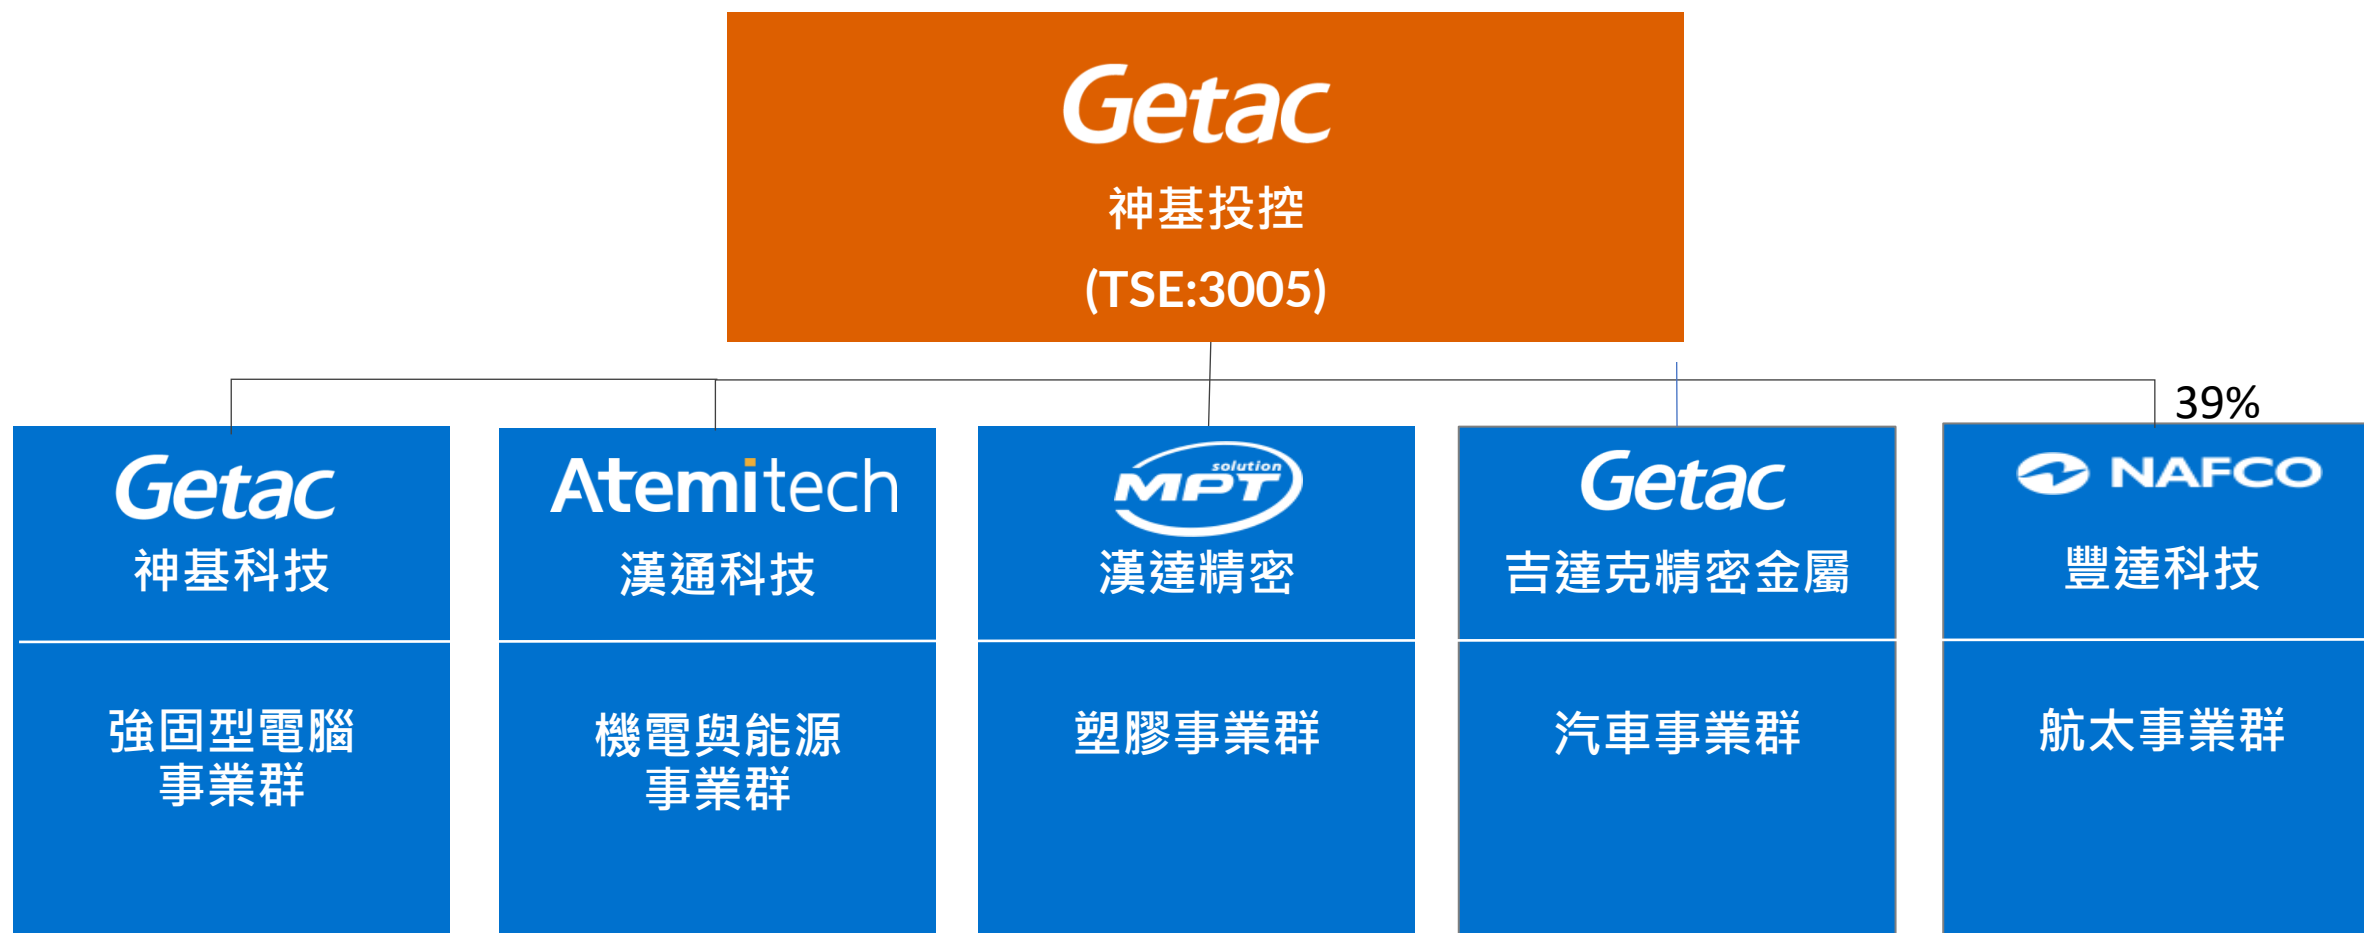 Getac
神基投控
(TSE:3005)
39%
Getac
神基科技
強固型電腦
事業群
Atemitech
漢通科技
機電與能源
事業群
solution
MPT
漢達精密
塑膠事業群
Getac
吉達克精密金屬
汽車事業群
NAFCO
豐達科技
航太事業群